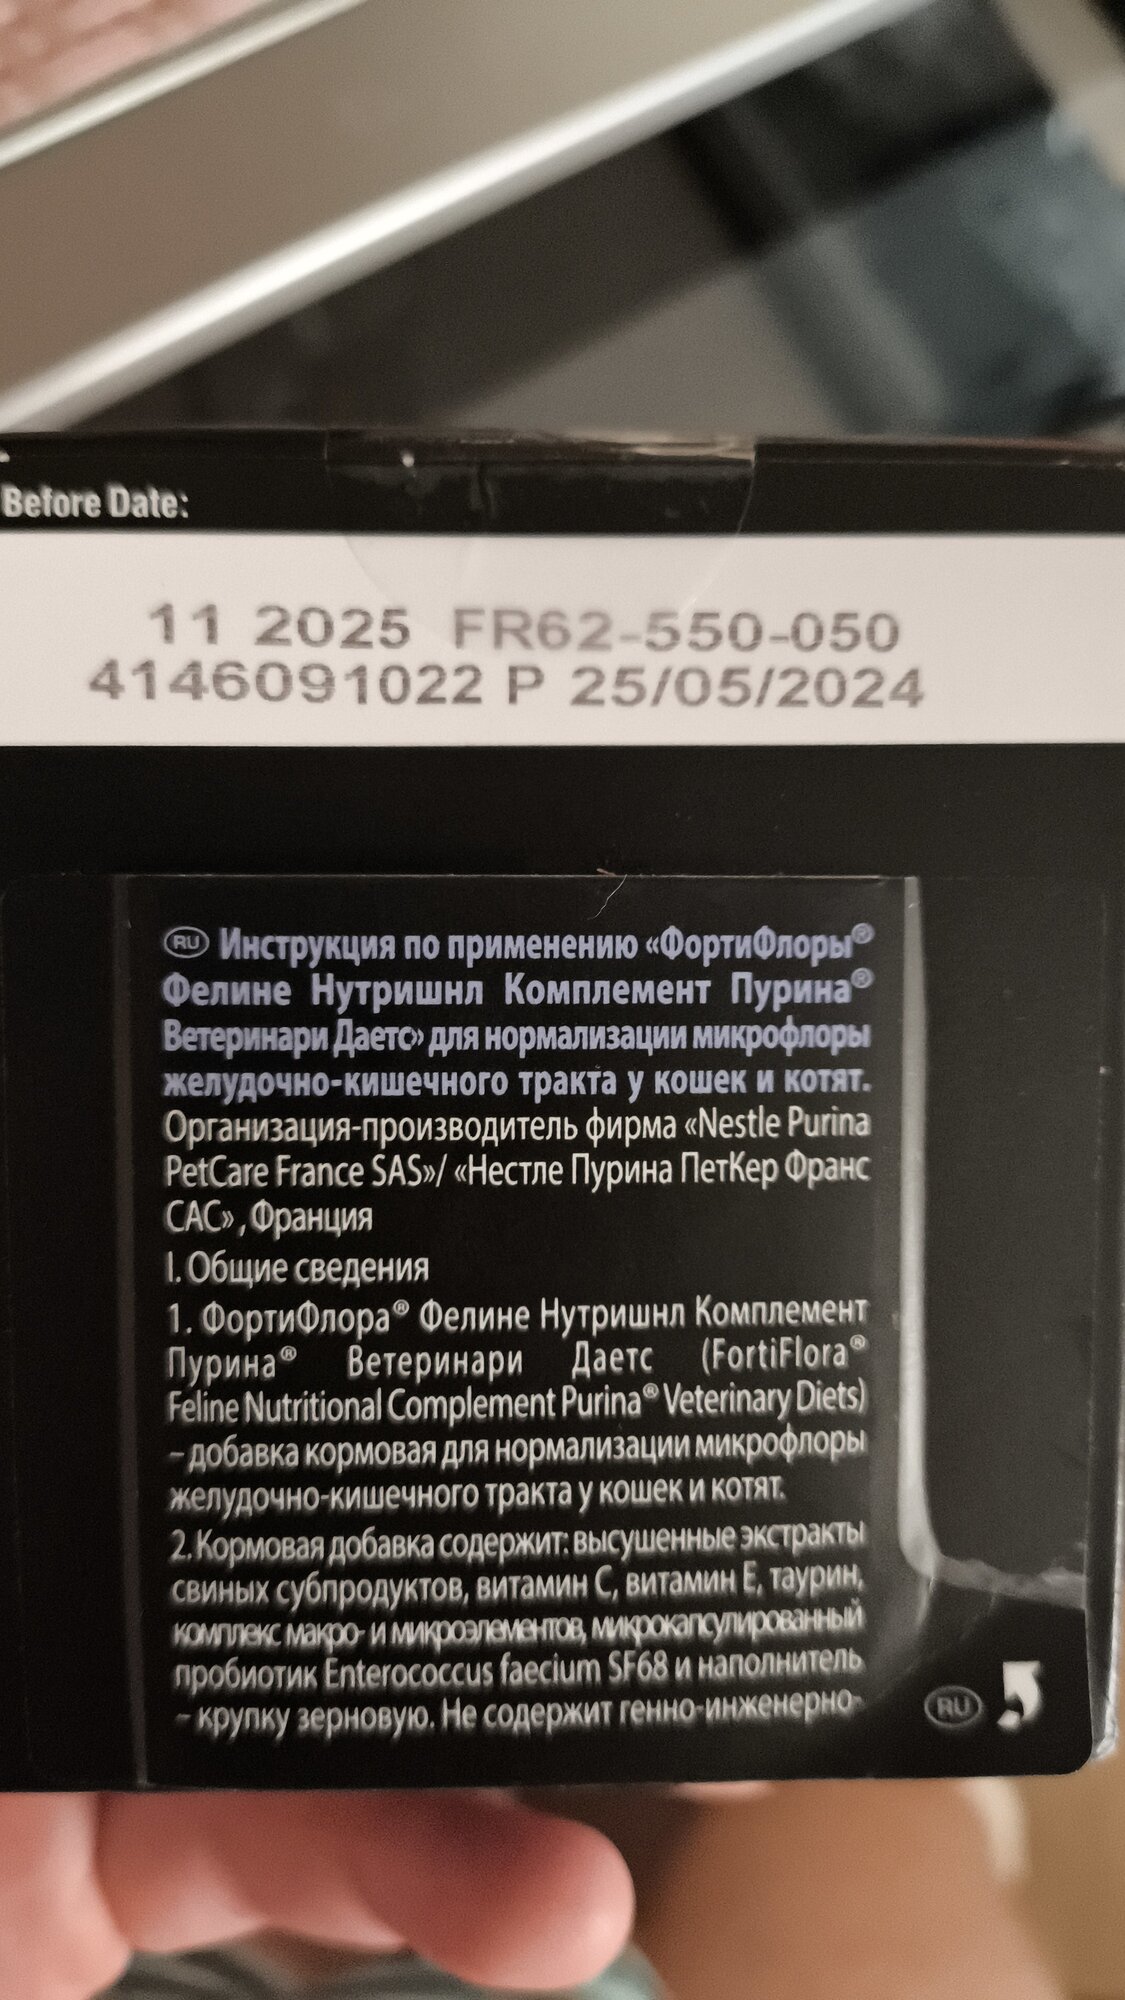 Before Date:
11 2025 FR62-550-050
4146091022 P 25/05/2024
RU Инструкция по применению «ФортиФлоры®
Фелине Нутришнл Комплемент Пурина®
Ветеринари Даетс» для нормализации микрофлоры
желудочно-кишечного тракта у кошек и котят.
Организация-производитель фирма «Nestle Purina
PetCare France SAS»/ «Нестле Пурина ПетКер Франс
САС» , Франция
I. Общие сведения
1. ФортиФлора® Фелине Нутришнл Комплемент
Пурина® Ветеринари Даетс (FortiFlora®
Feline Nutritional Complement Purina® Veterinary Diets)
– добавка кормовая для нормализации микрофлоры
желудочно-кишечного тракта у кошек и котят.
2. Кормовая добавка содержит: высушенные экстракты
свиных субпродуктов, витамин С, витамин Е, таурин,
комплекс макро- и микроэлементов, микрокапсулированный
пробиотик Enterococcus faecium SF68 и наполнитель
– крупку зерновую. Не содержит генно-инженерно-
RU